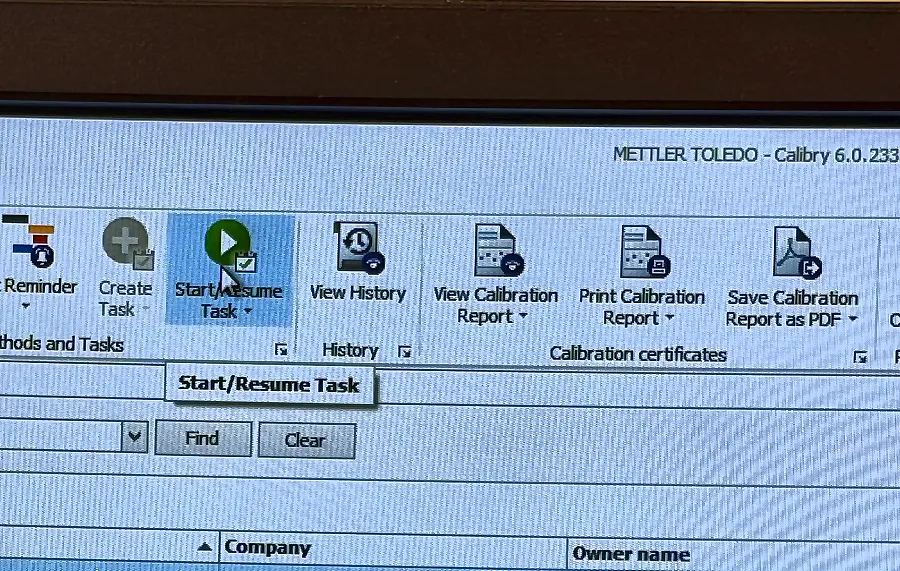 METTLER TOLEDO - Calibry 6.0.233
Reminder
Create
Task
Start/Resume
Task
View History
View Calibration
Report
Print Calibration
Report
Save Calibration
Report as PDF
thods and Tasks
History
Calibration certificates
Start/Resume Task
Find
Clear
Company
Owner name